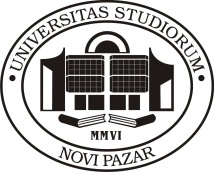 · UNIVERSITAS STUDIORUM ·
MMVI
NOVI PAZAR